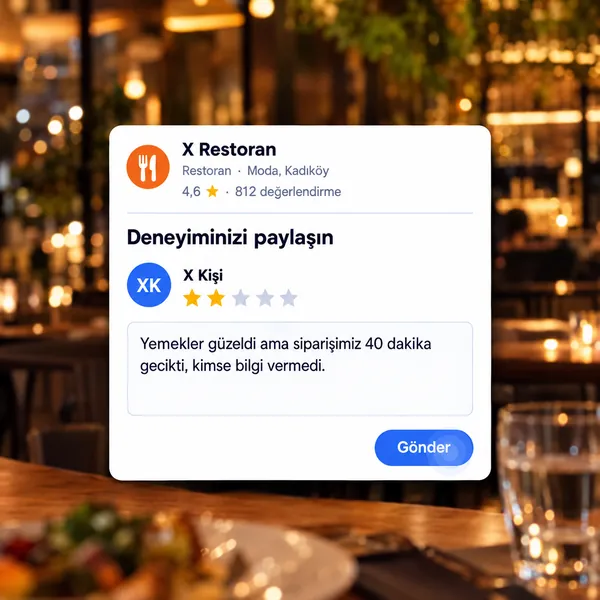 X Restoran
Restoran · Moda, Kadıköy
4,6 ★ · 812 değerlendirme
Deneyiminizi paylaşın
XK
X Kişi
Yemekler güzeldi ama siparişimiz 40 dakika
gecikti, kimse bilgi vermedi.
Gönder